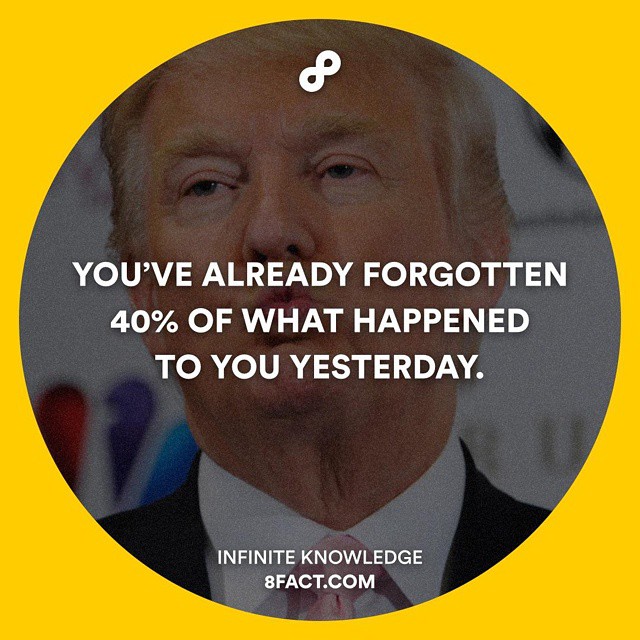 YOU'VE ALREADY FORGOTTEN
40% OF WHAT HAPPENED
TO YOU YESTERDAY.
INFINITE KNOWLEDGE
8FACT.COM